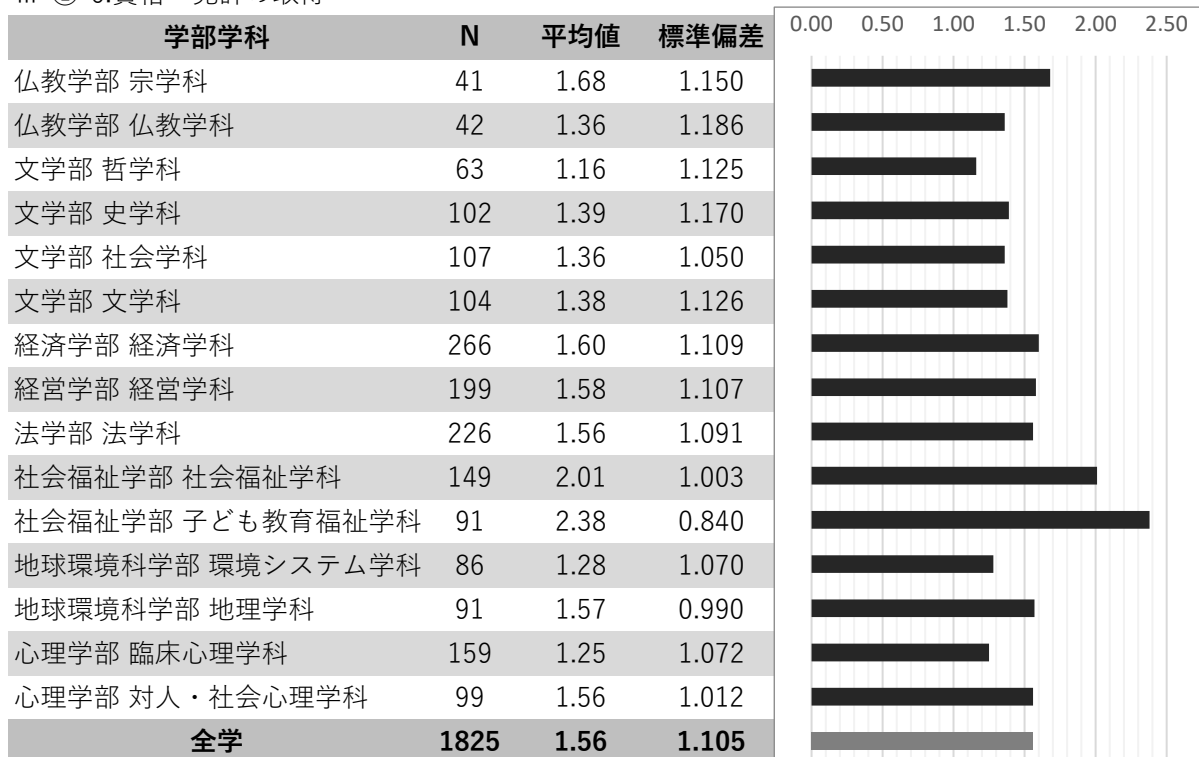 学部学科 N 平均値 標準偏差
0.00 0.50 1.00 1.50 2.00 2.50
仏教学部 宗学科 41 1.68 1.150
仏教学部 仏教学科 42 1.36 1.186
文学部 哲学科 63 1.16 1.125
文学部 史学科 102 1.39 1.170
文学部 社会学科 107 1.36 1.050
文学部 文学科 104 1.38 1.126
経済学部 経済学科 266 1.60 1.109
経営学部 経営学科 199 1.58 1.107
法学部 法学科 226 1.56 1.091
社会福祉学部 社会福祉学科 149 2.01 1.003
社会福祉学部 子ども教育福祉学科 91 2.38 0.840
地球環境科学部 環境システム学科 86 1.28 1.070
地球環境科学部 地理学科 91 1.57 0.990
心理学部 臨床心理学科 159 1.25 1.072
心理学部 対人・社会心理学科 99 1.56 1.012
全学 1825 1.56 1.105